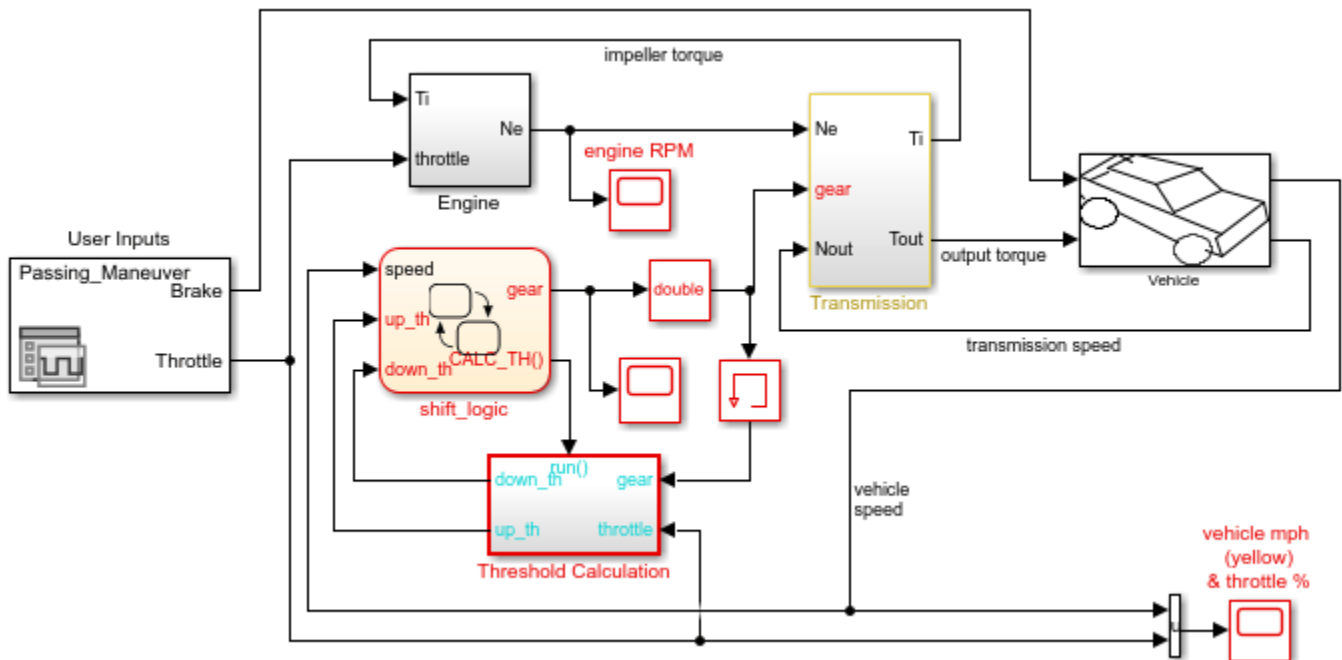 impeller torque
Ti
Ne
throttle
Engine
engine RPM
Ne
Ti
gear
Nout
Tout
Transmission
output torque
Vehicle
transmission speed
User Inputs
Passing_Maneuver
Brake
Throttle
speed
gear
up_th
CALC_TH()
down_th
shift_logic
double
run()
down_th
gear
up_th
throttle
Threshold Calculation
vehicle
speed
vehicle mph
(yellow)
& throttle %